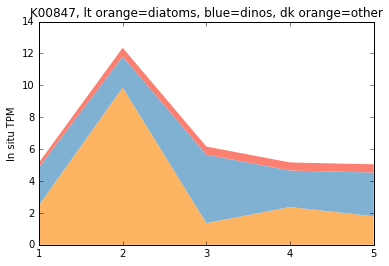 K00847, lt orange=diatoms, blue=dinos, dk orange=other
In situ TPM
14
12
10
8
6
4
2
0
1 2 3 4 5